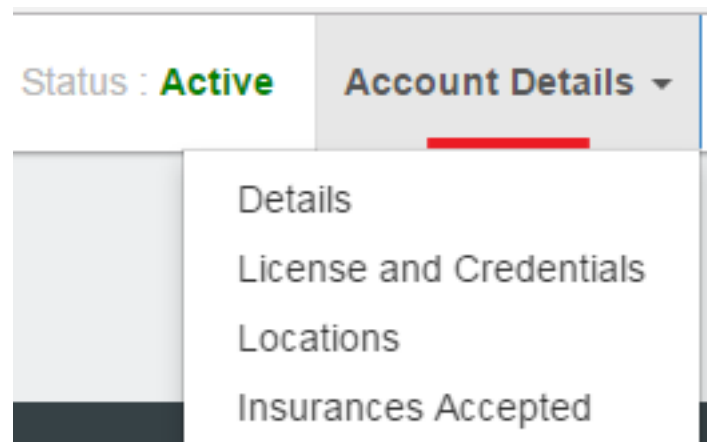 Status : Active Account Details
Details
License and Credentials
Locations
Insurances Accepted